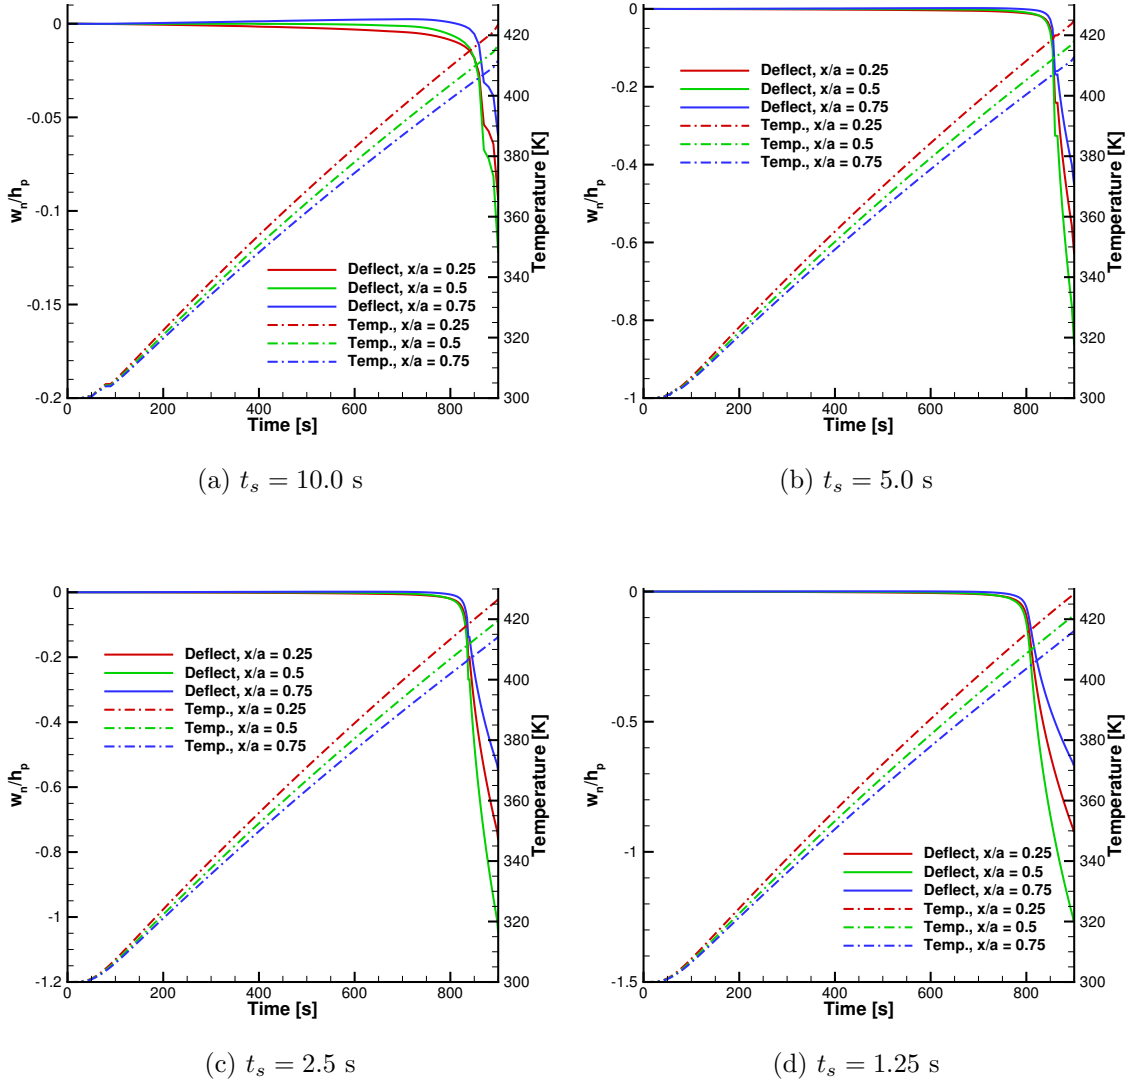 0
-0.05
-0.1
-0.15
-0.2
w_n/h_p
0
200
400
600
800
Time [s]
420
400
380
360
340
320
300
Temperature [K]
Deflect, x/a = 0.25
Deflect, x/a = 0.5
Deflect, x/a = 0.75
Temp., x/a = 0.25
Temp., x/a = 0.5
Temp., x/a = 0.75
(a) t_s = 10.0 s
0
-0.2
-0.4
-0.6
-0.8
-1
w_n/h_p
0
200
400
600
800
Time [s]
420
400
380
360
340
320
300
Temperature [K]
Deflect, x/a = 0.25
Deflect, x/a = 0.5
Deflect, x/a = 0.75
Temp., x/a = 0.25
Temp., x/a = 0.5
Temp., x/a = 0.75
(b) t_s = 5.0 s
0
-0.2
-0.4
-0.6
-0.8
-1
-1.2
w_n/h_p
0
200
400
600
800
Time [s]
420
400
380
360
340
320
300
Temperature [K]
Deflect, x/a = 0.25
Deflect, x/a = 0.5
Deflect, x/a = 0.75
Temp., x/a = 0.25
Temp., x/a = 0.5
Temp., x/a = 0.75
(c) t_s = 2.5 s
0
-0.5
-1
-1.5
w_n/h_p
0
200
400
600
800
Time [s]
420
400
380
360
340
320
300
Temperature [K]
Deflect, x/a = 0.25
Deflect, x/a = 0.5
Deflect, x/a = 0.75
Temp., x/a = 0.25
Temp., x/a = 0.5
Temp., x/a = 0.75
(d) t_s = 1.25 s